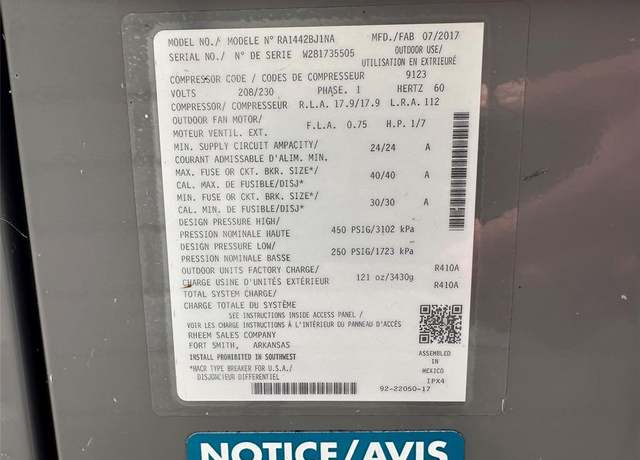 MODEL NO./ MODELE N° RA1442BJ1NA MFD./FAB 07/2017
SERIAL NO./ N° DE SERIE W281735505 OUTDOOR USE/
UTILISATION EN EXTRIEURÉ
COMPRESSOR CODE / CODES DE COMPRESSEUR 9123
VOLTS 208/230 PHASE. 1 HERTZ 60
COMPRESSOR/ COMPRESSEUR R.L.A. 17.9/17.9 L.R.A. 112
OUTDOOR FAN MOTOR/
MOTEUR VENTIL. EXT. F.L.A. 0.75 H.P. 1/7
MIN. SUPPLY CIRCUIT AMPACITY/ 24/24 A
COURANT ADMISSABLE D'ALIM. MIN.
MAX. FUSE OR CKT. BKR. SIZE*/ 40/40 A
CAL. MAX. DE FUSIBLE/DISJ*
MIN. FUSE OR CKT. BKR. SIZE*/ 30/30 A
CAL. MIN. DE FUSIBLE/DISJ*
DESIGN PRESSURE HIGH/
PRESSION NOMINALE HAUTE 450 PSIG/3102 kPa
DESIGN PRESSURE LOW/
PRESSION NOMINALE BASSE 250 PSIG/1723 kPa
OUTDOOR UNITS FACTORY CHARGE/ R410A
CHARGE USINE D'UNITÉS EXTÉRIEUR 121 oz/3430g
TOTAL SYSTEM CHARGE/ R410A
CHARGE TOTALE DU SYSTÈME
SEE INSTRUCTIONS INSIDE ACCESS PANEL /
VOIR LES CHARGE INSTRUCTIONS À L'INTÉRIEUR DU PANNEAU D'ACCÈS
RHEEM SALES COMPANY
FORT SMITH, ARKANSAS
ASSEMBLED
IN
MEXICO
INSTALL PROHIBITED IN SOUTHWEST
*HACR TYPE BREAKER FOR U.S.A./
DISJONCTEUR DIFFERENTIEL
IPX4
92-22050-17
NOTICE/AVIS